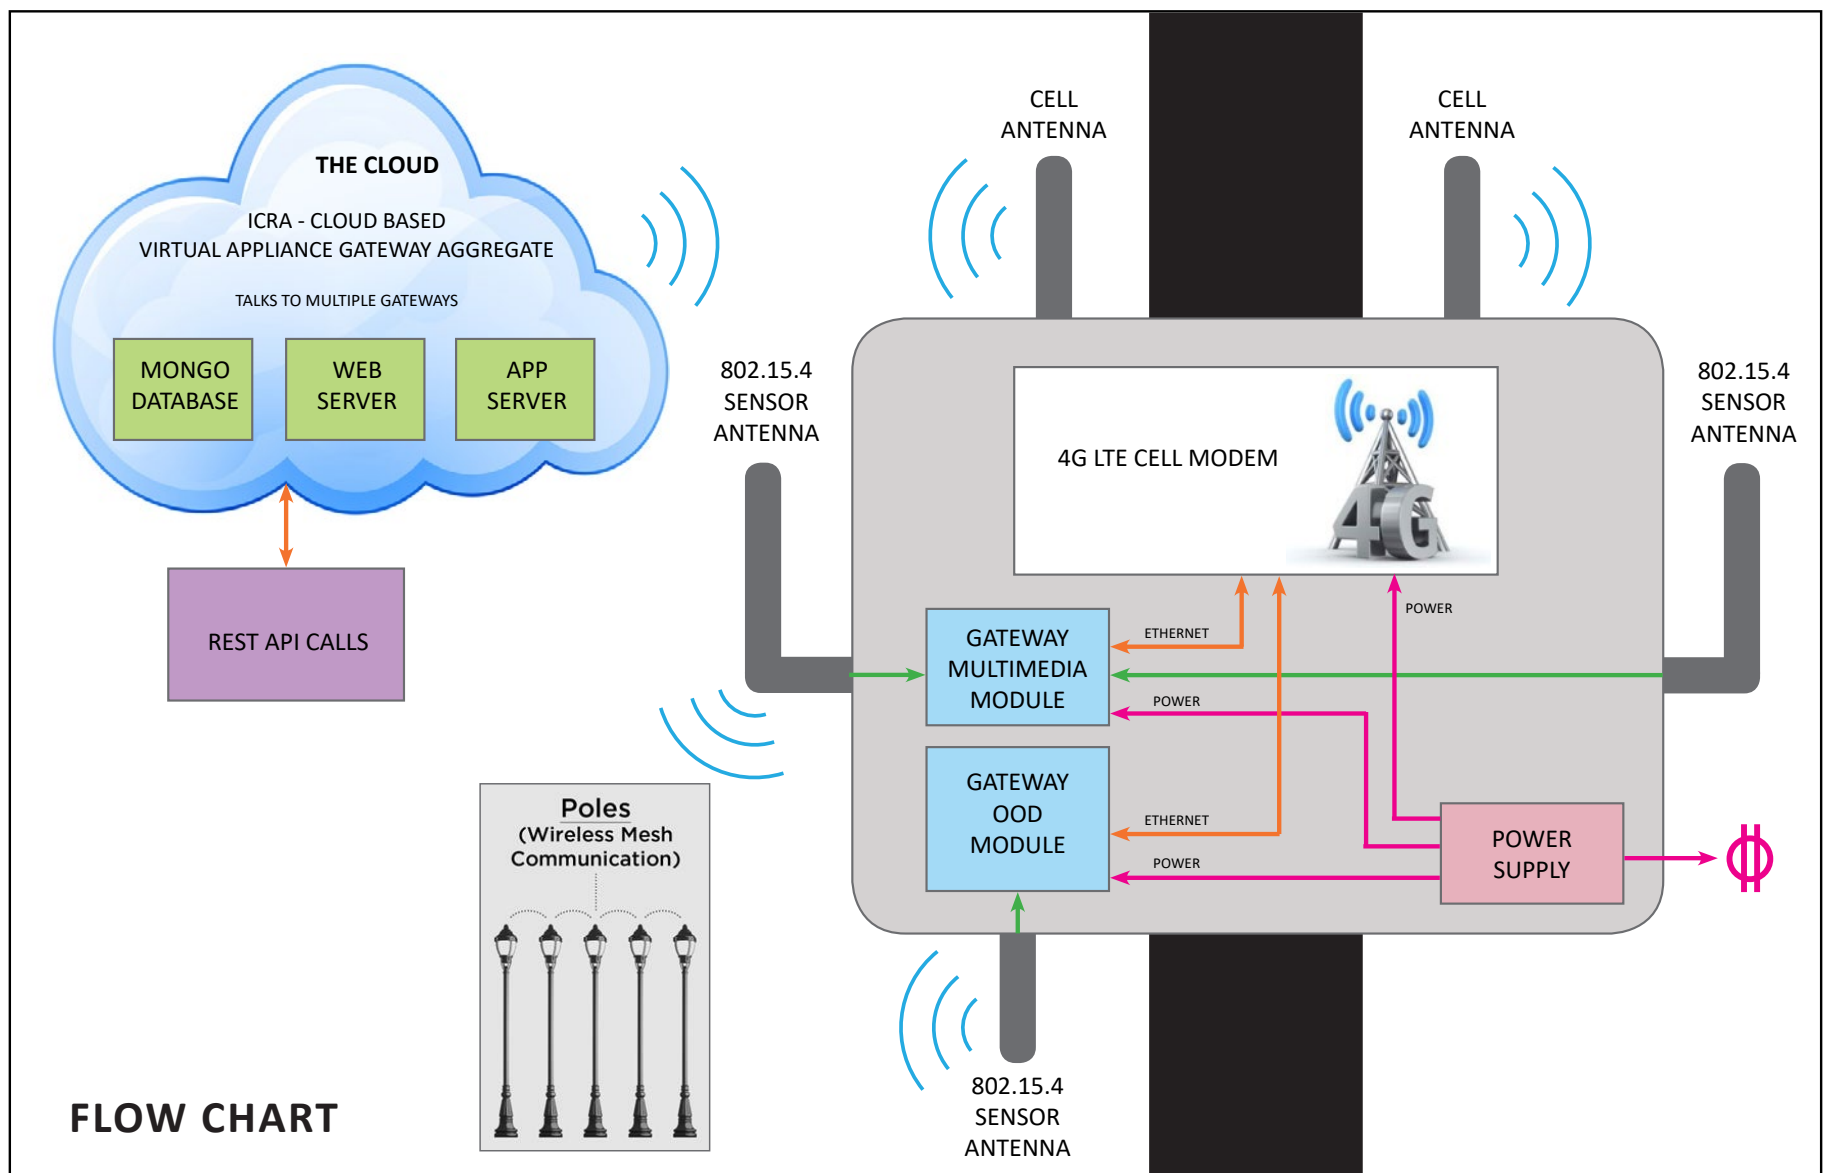 THE CLOUD
ICRA - CLOUD BASED
VIRTUAL APPLIANCE GATEWAY AGGREGATE
TALKS TO MULTIPLE GATEWAYS
MONGO
DATABASE
WEB
SERVER
APP
SERVER
REST API CALLS
CELL
ANTENNA
CELL
ANTENNA
802.15.4
SENSOR
ANTENNA
802.15.4
SENSOR
ANTENNA
4G LTE CELL MODEM
4G
POWER
GATEWAY
MULTIMEDIA
MODULE
ETHERNET
POWER
GATEWAY
OOD
MODULE
ETHERNET
POWER
POWER
SUPPLY
Poles
(Wireless Mesh
Communication)
802.15.4
SENSOR
ANTENNA
FLOW CHART